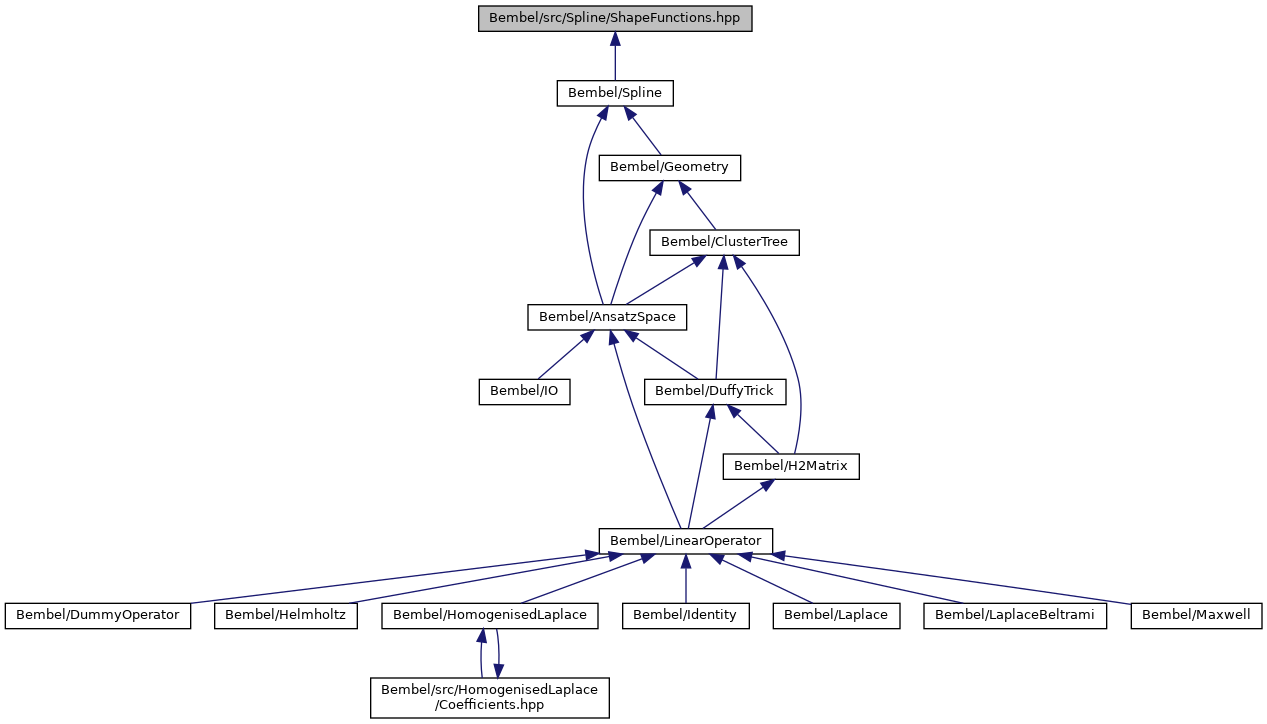 Bembel/src/Spline/ShapeFunctions.hpp
Bembel/Spline
Bembel/Geometry
Bembel/ClusterTree
Bembel/AnsatzSpace
Bembel/IO
Bembel/DuffyTrick
Bembel/H2Matrix
Bembel/LinearOperator
Bembel/DummyOperator
Bembel/Helmholtz
Bembel/HomogenisedLaplace
Bembel/Identity
Bembel/Laplace
Bembel/LaplaceBeltrami
Bembel/Maxwell
Bembel/src/HomogenisedLaplace
/Coefficients.hpp